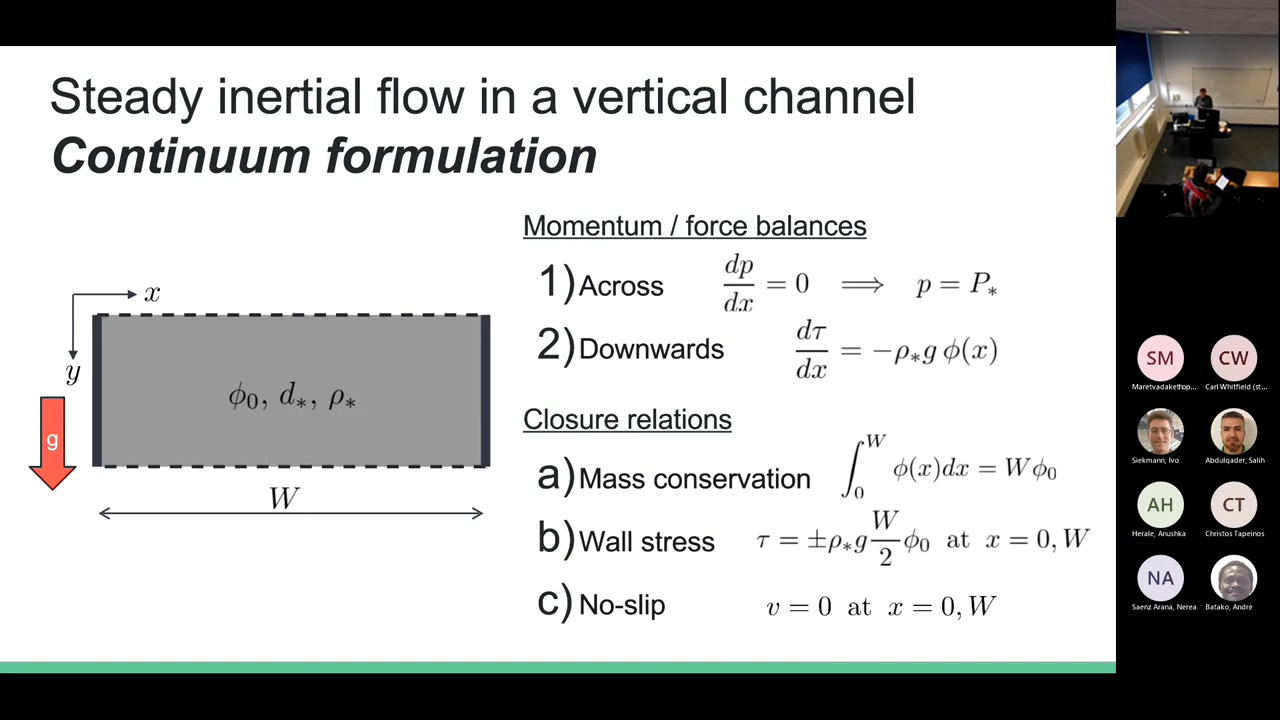 Steady inertial flow in a vertical channel
Continuum formulation
Momentum / force balances
1) Across dp/dx = 0 ⟹ p = P∗
2) Downwards dτ/dx = −ρ∗g ϕ(x)
Closure relations
a) Mass conservation ∫₀^W ϕ(x)dx = Wϕ₀
b) Wall stress τ = ±ρ∗g W/2 ϕ₀ at x = 0, W
c) No-slip v = 0 at x = 0, W
x
y
g
ϕ₀, d∗, ρ∗
W
SM
Maretvadakethop...
CW
Carl Whitfield (st...
Siekmann, Ivo
Abdulqader, Salih
AH
Herale, Anushka
CT
Christos Tapeinos
NA
Saenz Arana, Nerea
Batako, Andre